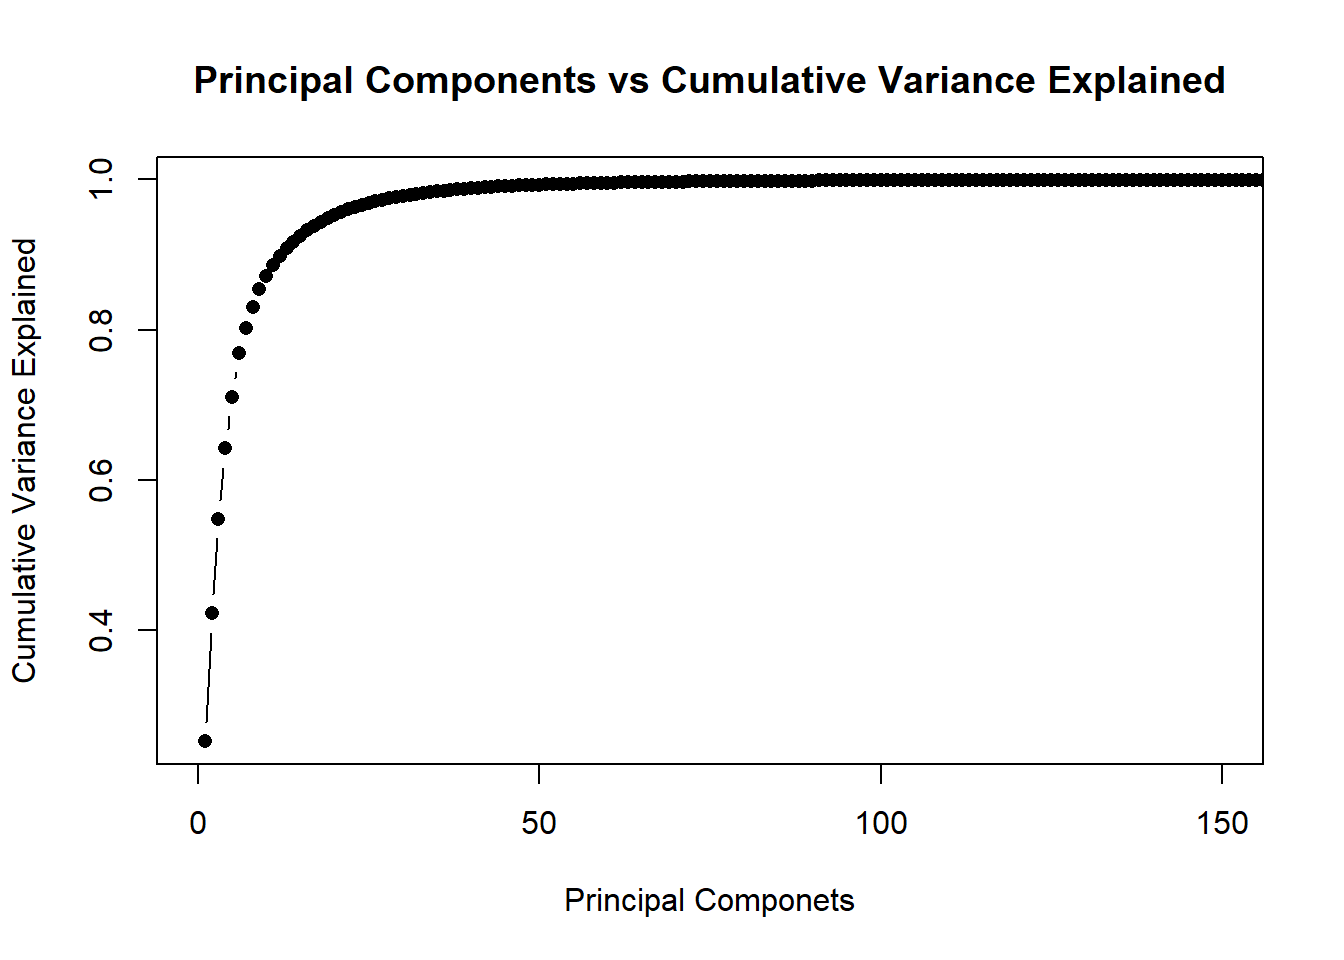 Principal Components vs Cumulative Variance Explained
Cumulative Variance Explained
1.0
0.8
0.6
0.4
0 50 100 150
Principal Componets